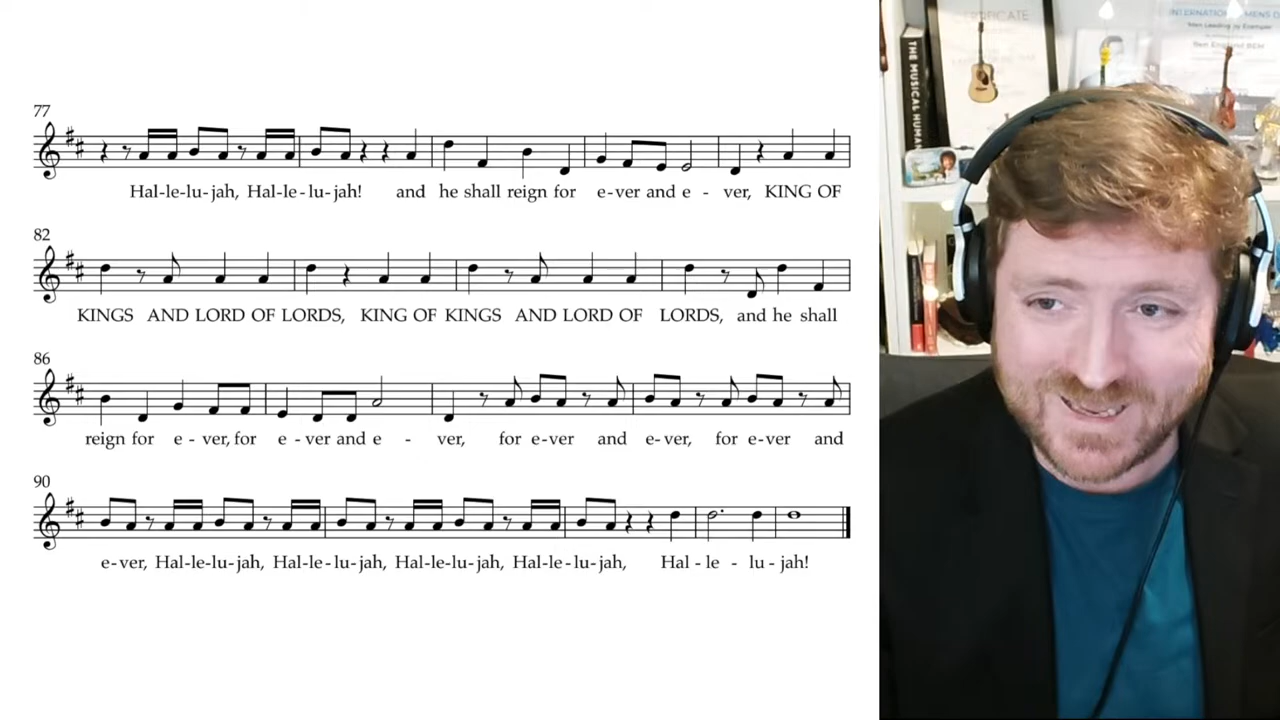 77
Hal-le-lu-jah, Hal-le-lu-jah! and he shall reign for e-ver and e - ver, KING OF
82
KINGS AND LORD OF LORDS, KING OF KINGS AND LORD OF LORDS, and he shall
86
reign for e-ver, for e-ver and e - ver, for e-ver and e-ver, for e-ver and
90
e-ver, Hal-le-lu-jah, Hal-le-lu-jah, Hal-le-lu-jah, Hal-le-lu-jah, Hal-le - lu-jah!
THE MUSICAL HUMAN